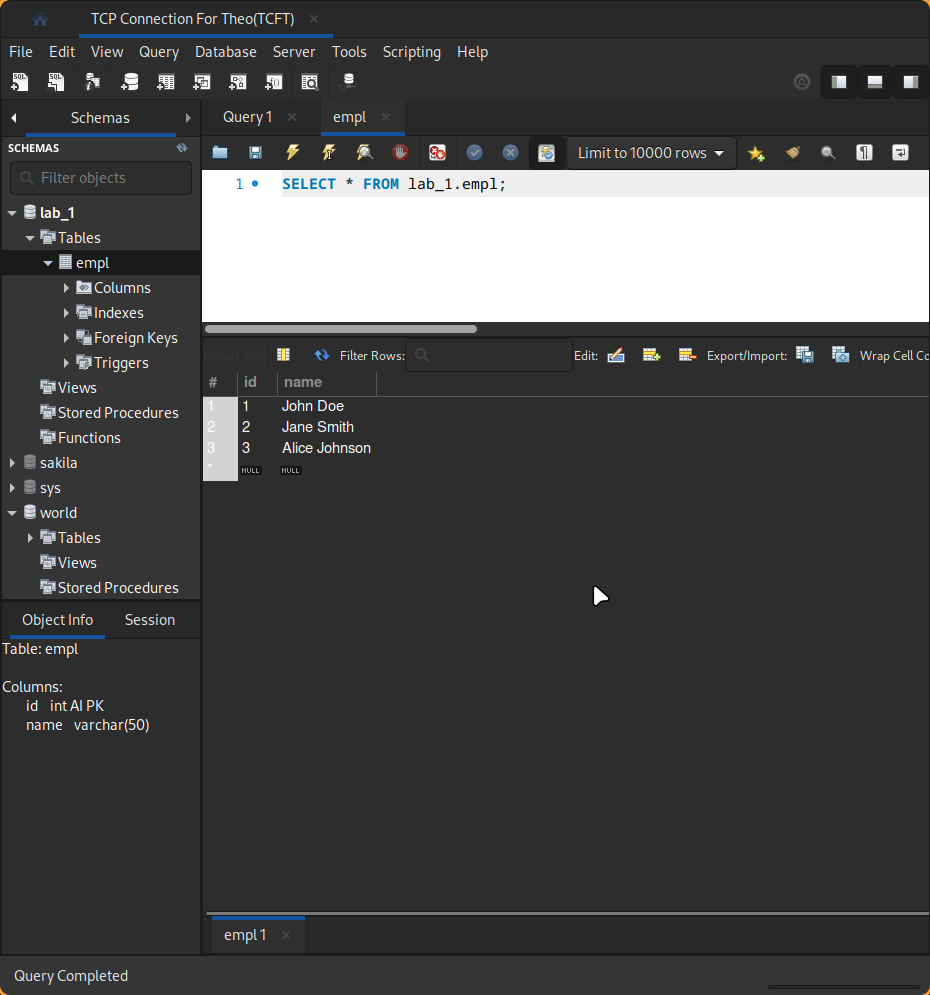 TCP Connection For Theo(TCFT)
File Edit View Query Database Server Tools Scripting Help
Schemas
Query 1
empl
SCHEMAS
Limit to 10000 rows
Filter objects
1 SELECT * FROM lab_1.empl;
lab_1
Tables
empl
Columns
Indexes
Foreign Keys
Triggers
Views
Stored Procedures
Functions
sakila
sys
world
Tables
Views
Stored Procedures
Result Grid Filter Rows: Edit: Export/Import: Wrap Cell Co
# id name
1 1 John Doe
2 2 Jane Smith
3 3 Alice Johnson
* NULL NULL
Object Info Session
Table: empl
Columns:
id int AI PK
name varchar(50)
empl 1
Query Completed